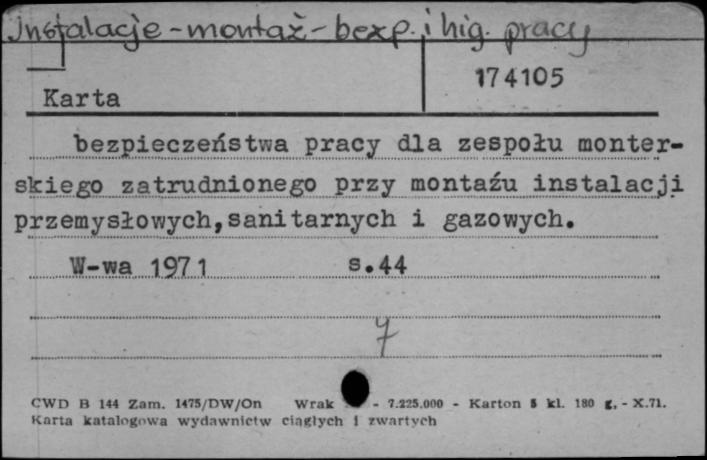 Instalacje - montaż - bezp. i hig. pracy
174105
Karta
bezpieczeństwa pracy dla zespołu monter-
skiego zatrudnionego przy montażu instalacji
przemysłowych, sanitarnych i gazowych.
W-wa 1971 s.44
7
CWD B 144 Zam. 1475/DW/On Wrak - 7.225.000 - Karton 5 kl. 180 g, - X.71.
Karta katalogowa wydawnictw ciągłych i zwartych